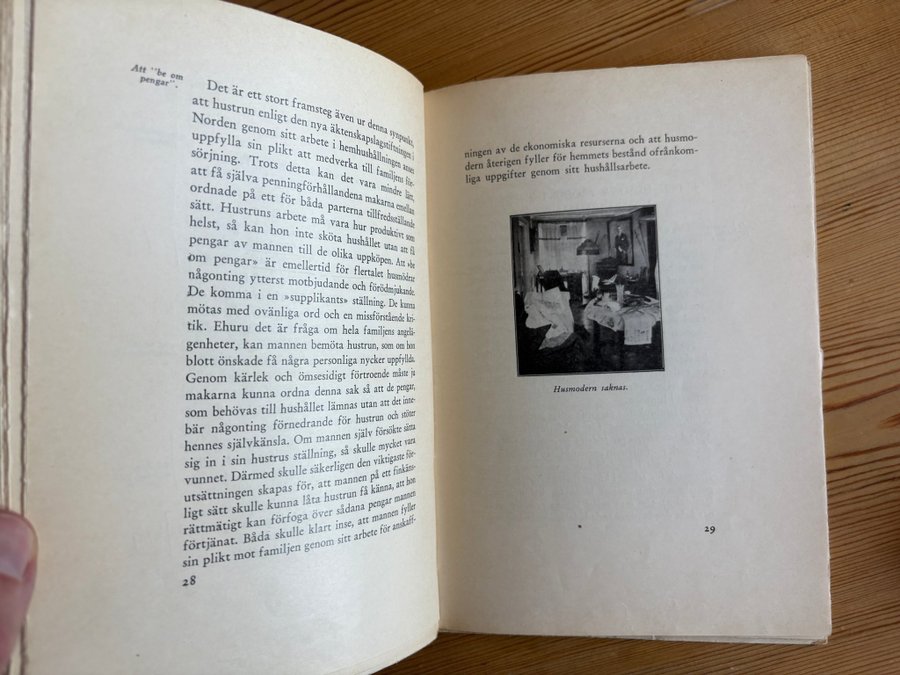 Att "be om
pengar".
Det är ett stort framsteg även ur denna synpunkt,
att hustrun enligt den nya äktenskapslagstiftningen i
Norden genom sitt arbete i hemhushållningen anses
uppfylla sin plikt att medverka till familjens för-
sörjning. Trots detta kan det vara mindre lätt,
att få själva penningförhållandena makarna emellan
ordnade på ett för båda parterna tillfredsställande
sätt. Hustruns arbete må vara hur produktivt som
helst, så kan hon inte sköta hushållet utan att få
pengar av mannen till de olika uppköpen. Att »be
om pengar» är emellertid för flertalet husmödrar
någonting ytterst motbjudande och förödmjukande.
De komma i en »supplikants» ställning. De kunna
mötas med ovänliga ord och en missförstående kri-
tik. Ehuru det är fråga om hela familjens angelä-
genheter, kan mannen bemöta hustrun, som om hon
blott önskade få några personliga nycker uppfyllda.
Genom kärlek och ömsesidigt förtroende måste ju
makarna kunna ordna denna sak så att de pengar,
som behövas till hushållet lämnas utan att det inne-
bär någonting förnedrande för hustrun och stöter
hennes självkänsla. Om mannen själv försökte sätta
sig in i sin hustrus ställning, så skulle mycket vara
vunnet. Därmed skulle säkerligen den viktigaste för-
utsättningen skapas för, att mannen på ett finkäns-
ligt sätt skulle kunna låta hustrun få känna, att hon
rättmätigt kan förfoga över sådana pengar mannen
förtjänat. Båda skulle klart inse, att mannen fyller
sin plikt mot familjen genom sitt arbete för anskaff-
28
ningen av de ekonomiska resurserna och att husmo-
dern återigen fyller för hemmets bestånd ofrånkom-
liga uppgifter genom sitt hushållsarbete.
Husmodern saknas.
29